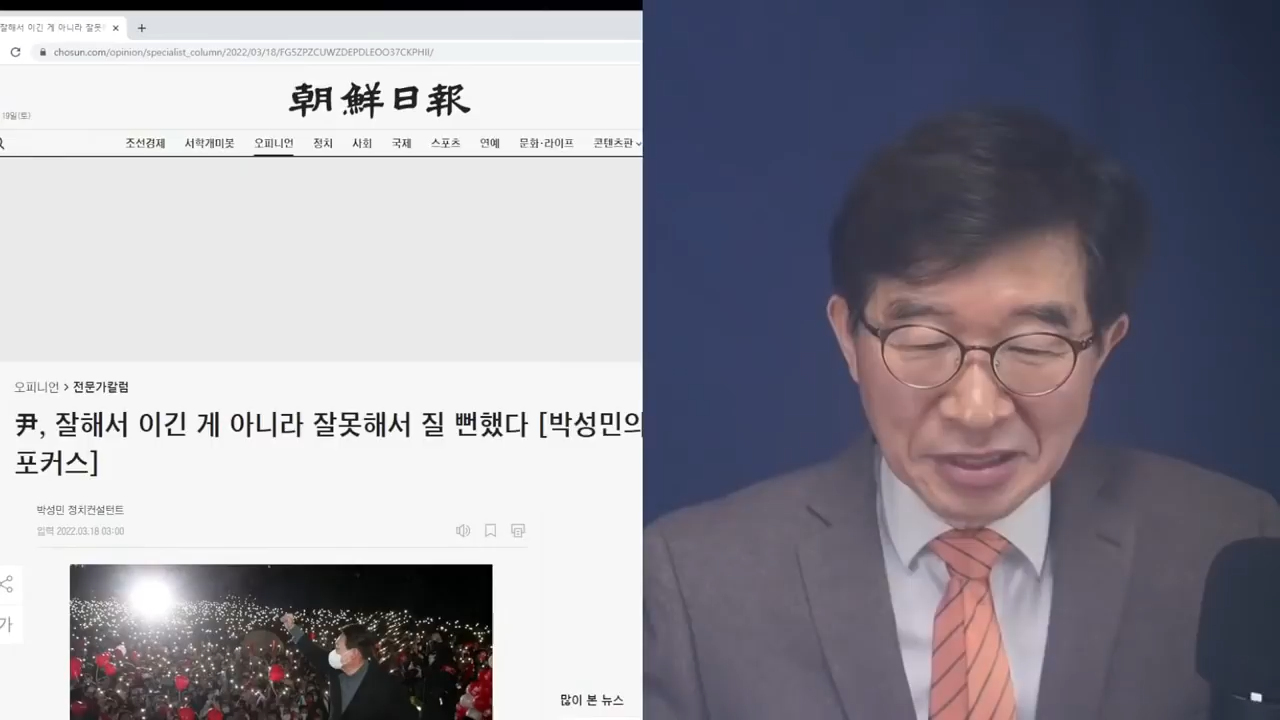 잘해서 이긴 게 아니라 잘못
chosun.com/opinion/specialist_column/2022/03/18/FG5ZPZCUWZDEPDLEOO37CKPHII/
朝鮮日報
19일(토)
조선경제 서학개미봇 오피니언 정치 사회 국제 스포츠 연예 문화·라이프 콘텐츠판
오피니언 > 전문가칼럼
尹, 잘해서 이긴 게 아니라 잘못해서 질 뻔했다 [박성민의
포커스]
박성민 정치컨설턴트
입력 2022.03.18 03:00
가
많이 본 뉴스